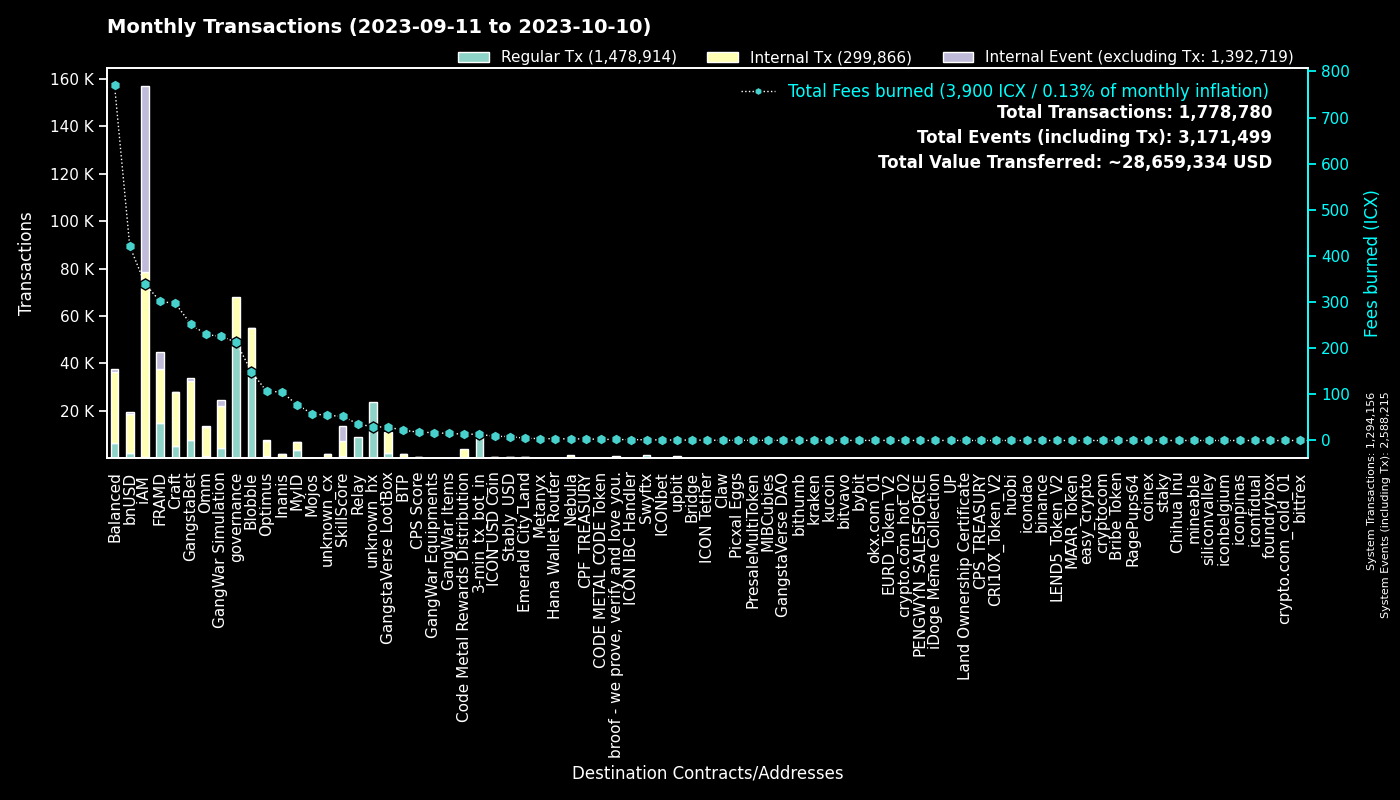 Monthly Transactions (2023-09-11 to 2023-10-10)
Regular Tx (1,478,914)
Internal Tx (299,866)
Internal Event (excluding Tx: 1,392,719)
Total Fees burned (3,900 ICX / 0.13% of monthly inflation)
Total Transactions: 1,778,780
Total Events (including Tx): 3,171,499
Total Value Transferred: ~28,659,334 USD
Transactions
160 K
140 K
120 K
100 K
80 K
60 K
40 K
20 K
800
700
600
500
400
300
200
100
0
Fees burned (ICX)
System Transactions: 1,294,156
System Events (including Tx): 2,588,215
Balanced
bnUSD
iAM
FRAMD
Craft
GangstaBet
Omm
GangWar Simulation
governance
Blobble
Optimus
Inanis
MyID
Mojos
unknown_cx
SkillScore
Relay
unknown_hx
GangstaVerse LootBox
BTP
CPS Score
GangWar Equipments
GangWar Items
Code Metal Rewards Distribution
3-min_tx_bot_in
ICON USD Coin
Stably_USD
Emerald City Land
Metanyx
Hana Wallet Router
Nebula
CPF_TREASURY
CODE METAL CODE Token
broof - we prove, verify and love you.
ICON IBC Handler
Swyftx
ICONbet
upbit
Bridge
ICON Tether
Claw
Picxal Eggs
PresaleMultiToken
MIBCubies
GangstaVerse DAO
bithumb
kraken
kucoin
bitvavo
bybit
okx.com_01
EURD_Token_V2
crypto.com_hot_02
PENGWYN_SALESFORCE
iDoge Meme Collection
UP
Land Ownership Certificate
CPS_TREASURY
CRI10X_Token_V2
huobi
icondao
binance
LEND5_Token_V2
MAAR_Token
easy_crypto
cryptocom
Bribe Token
RagePups64
coinex
staky
Chihua Inu
mineable
siliconvalley
iconbelgium
iconpinas
iconfidual
foundrybox
crypto.com_cold_01
bittrex
Destination Contracts/Addresses